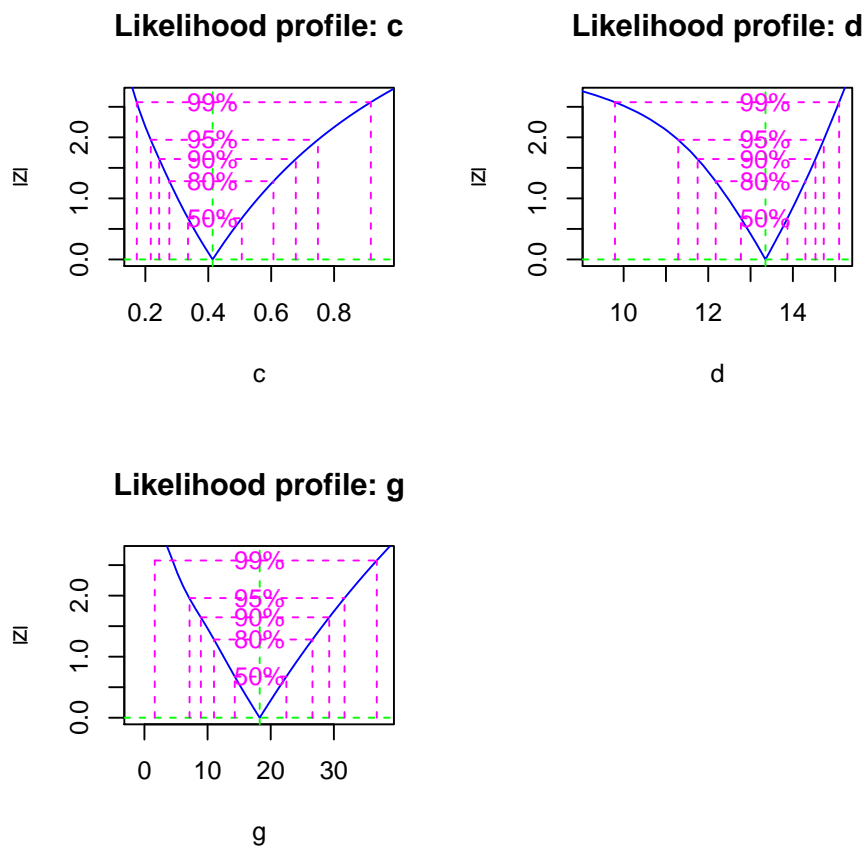 Likelihood profile: c
|z|
0.0 1.0 2.0
99%
95%
90%
80%
50%
0.2 0.4 0.6 0.8
c
Likelihood profile: d
|z|
0.0 1.0 2.0
99%
95%
90%
80%
50%
10 12 14
d
Likelihood profile: g
|z|
0.0 1.0 2.0
99%
95%
90%
80%
50%
0 10 20 30
g